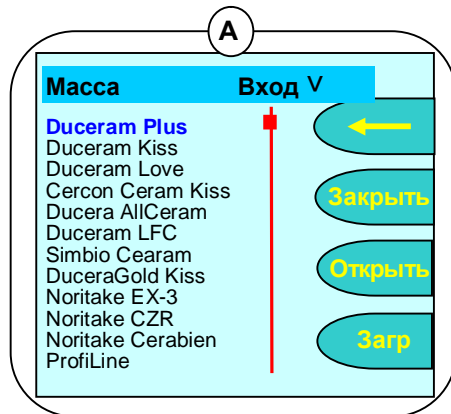 A
Масса Вход V
Duceram Plus
Duceram Kiss
Duceram Love
Cercon Ceram Kiss
Ducera AllCeram
Duceram LFC
Simbio Cearam
DuceraGold Kiss
Noritake EX-3
Noritake CZR
Noritake Cerabien
ProfiLine
Закрыть
Открыть
Загр